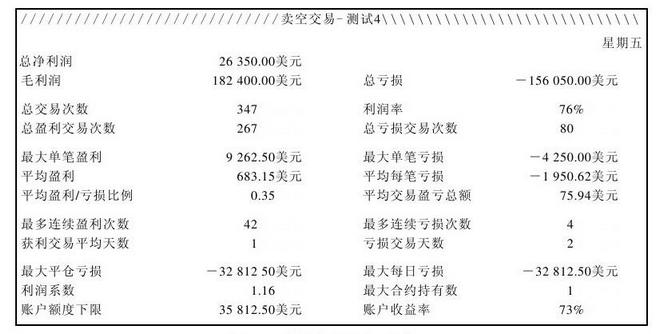 /////////////////////////////卖空交易-测试4\\\\\\\\\\\\\\\\\\\\\\\\\\\\\
星期五
总净利润 26 350.00美元
毛利润 182 400.00美元 总亏损 -156 050.00美元
总交易次数 347 利润率 76%
总盈利交易次数 267 总亏损交易次数 80
最大单笔盈利 9 262.50美元 最大单笔亏损 -4 250.00美元
平均盈利 683.15美元 平均每笔亏损 -1 950.62美元
平均盈利/亏损比例 0.35 平均交易盈亏总额 75.94美元
最多连续盈利次数 42 最多连续亏损次数 4
获利交易平均天数 1 亏损交易天数 2
最大平仓亏损 -32 812 50美元 最大每日亏损 -32 812.50美元
利润系数 1.16 最大合约持有数 1
账户额度下限 35 812.50美元 账户收益率 73%